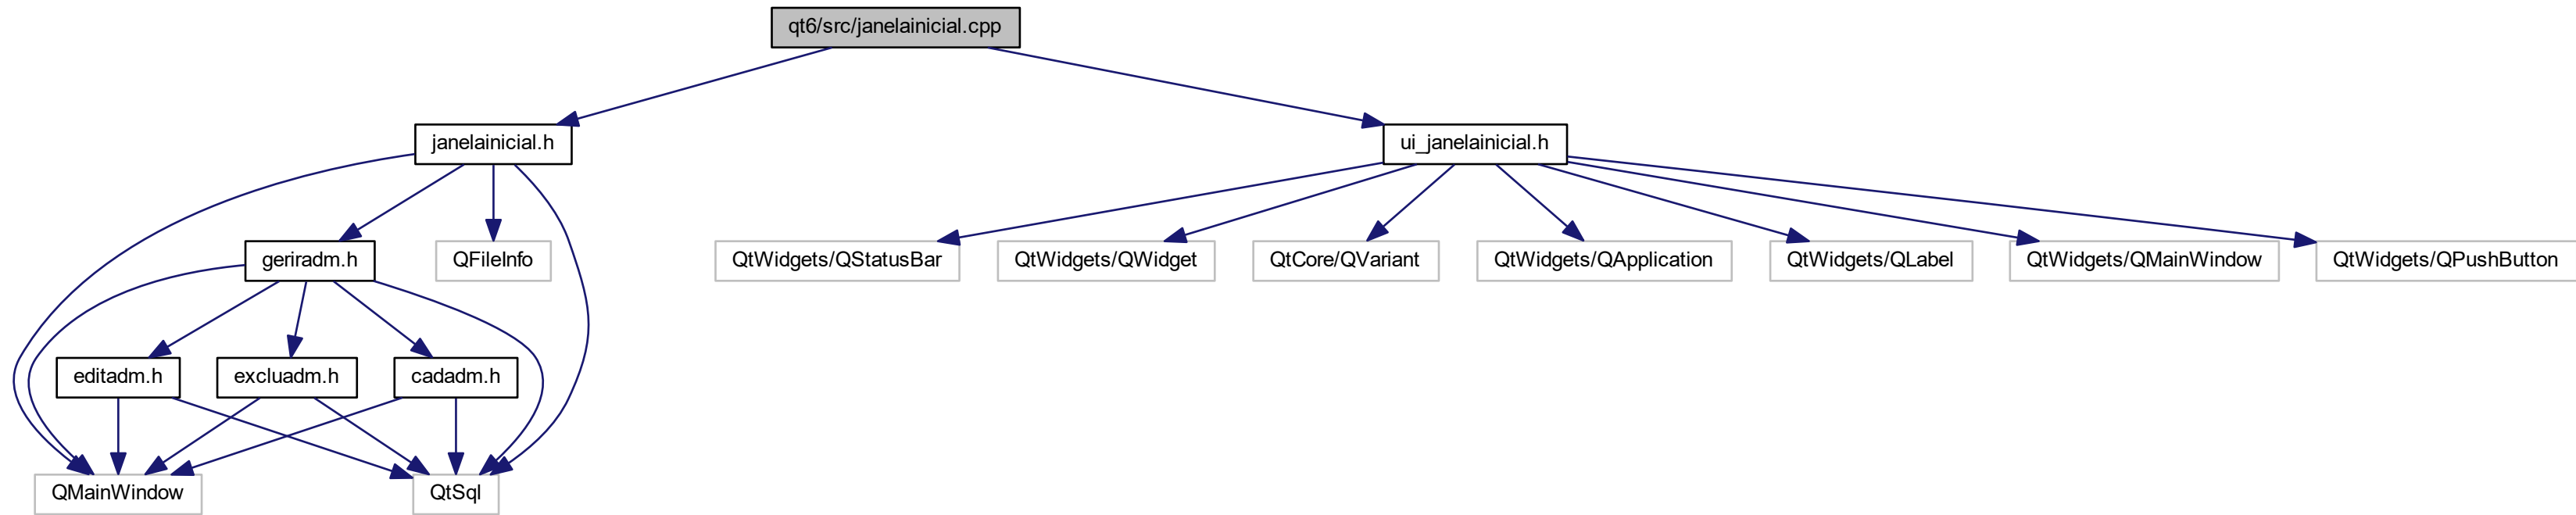 qt6/src/janelainicial.cpp
janelainicial.h
ui_janelainicial.h
geriradm.h
QFileInfo
QtWidgets/QStatusBar
QtWidgets/QWidget
QtCore/QVariant
QtWidgets/QApplication
QtWidgets/QLabel
QtWidgets/QMainWindow
QtWidgets/QPushButton
editadm.h
excluadm.h
cadadm.h
QMainWindow
QtSql